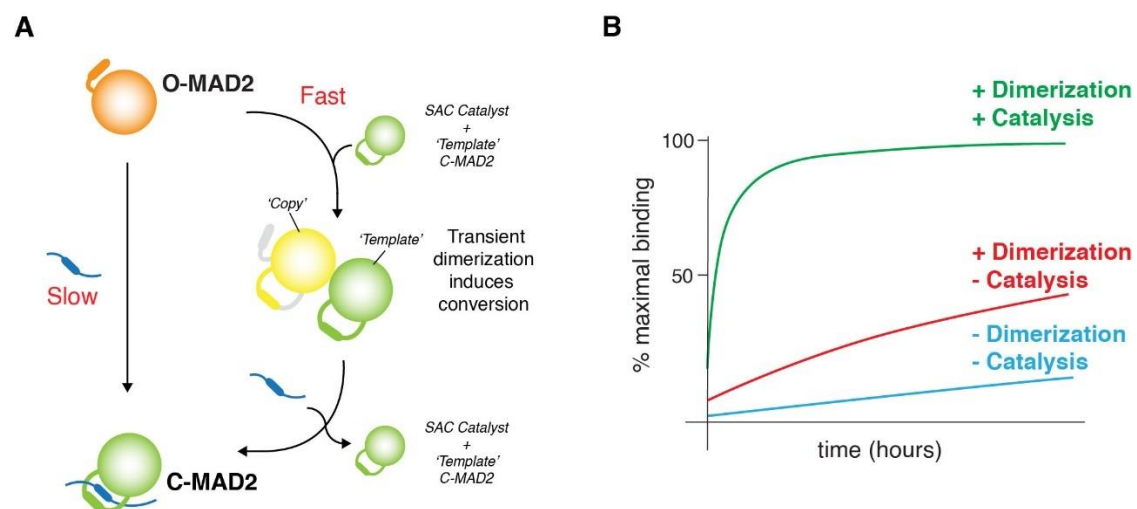 A
O-MAD2
Fast
SAC Catalyst
+
'Template'
C-MAD2
'Copy'
'Template'
Transient
dimerization
induces
conversion
Slow
SAC Catalyst
+
'Template'
C-MAD2
C-MAD2
B
+ Dimerization
+ Catalysis
100
% maximal binding
50
+ Dimerization
- Catalysis
- Dimerization
- Catalysis
time (hours)